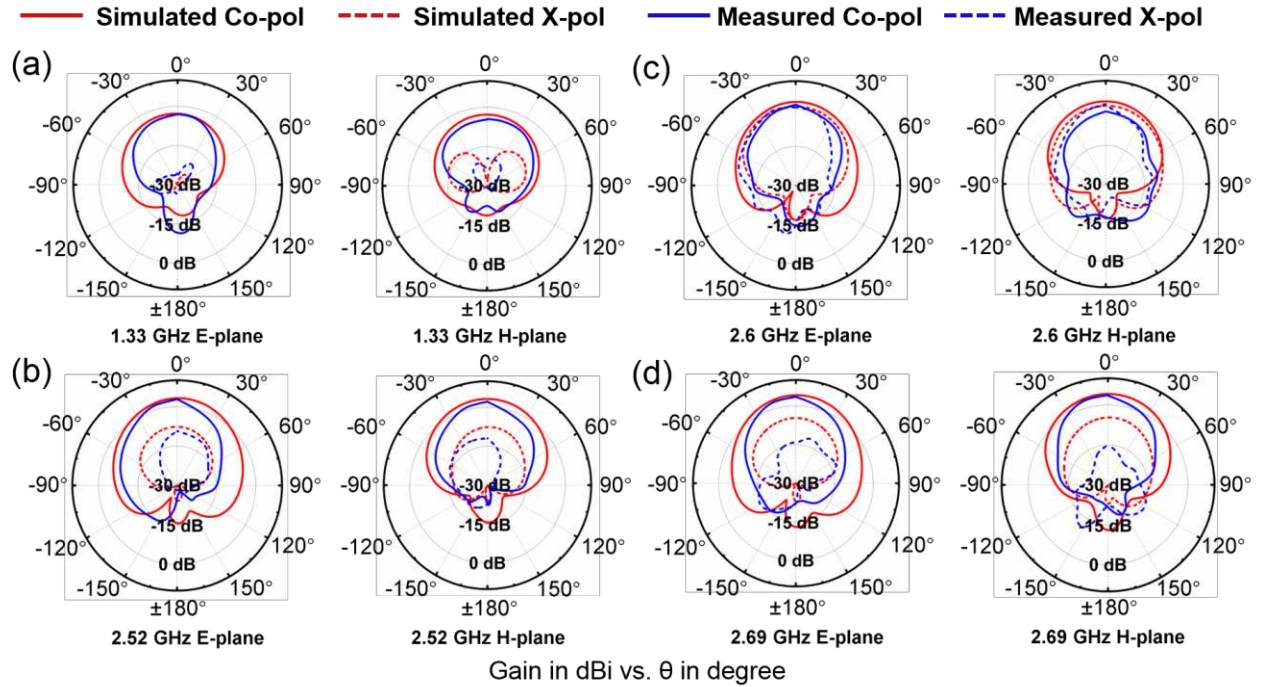 Simulated Co-pol Simulated X-pol Measured Co-pol Measured X-pol
(a)
0°
-30° 30°
-60° 60°
-90° 90°
-120° 120°
-150° 150°
±180°
-30 dB
-15 dB
0 dB
1.33 GHz E-plane
0°
-30° 30°
-60° 60°
-90° 90°
-120° 120°
-150° 150°
±180°
-30 dB
-15 dB
0 dB
1.33 GHz H-plane
(c)
0°
-30° 30°
-60° 60°
-90° 90°
-120° 120°
-150° 150°
±180°
-30 dB
-15 dB
0 dB
2.6 GHz E-plane
0°
-30° 30°
-60° 60°
-90° 90°
-120° 120°
-150° 150°
±180°
-30 dB
-15 dB
0 dB
2.6 GHz H-plane
(b)
0°
-30° 30°
-60° 60°
-90° 90°
-120° 120°
-150° 150°
±180°
-30 dB
-15 dB
0 dB
2.52 GHz E-plane
0°
-30° 30°
-60° 60°
-90° 90°
-120° 120°
-150° 150°
±180°
-30 dB
-15 dB
0 dB
2.52 GHz H-plane
(d)
0°
-30° 30°
-60° 60°
-90° 90°
-120° 120°
-150° 150°
±180°
-30 dB
-15 dB
0 dB
2.69 GHz E-plane
0°
-30° 30°
-60° 60°
-90° 90°
-120° 120°
-150° 150°
±180°
-30 dB
-15 dB
0 dB
2.69 GHz H-plane
Gain in dBi vs. θ in degree